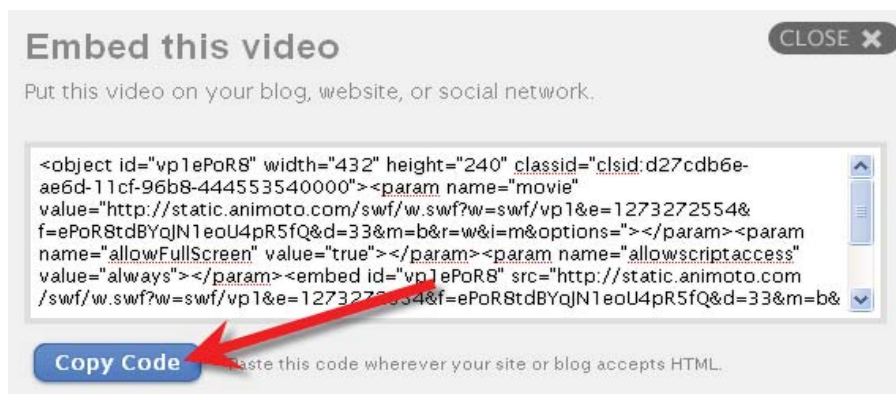 Embed this video
CLOSE ✖
Put this video on your blog, website, or social network.
<object id="vp1ePoR8" width="432" height="240" classid="clsid:d27cdb6e-
ae6d-11cf-96b8-444553540000"><param name="movie"
value="http://static.animoto.com/swf/w.swf?w=swf/vp1&e=1273272554&
f=ePoR8tdBYqJN1eoU4pR5fQ&d=33&m=b&r=w&i=m&options="></param><param
name="allowFullScreen" value="true"></param><param name="allowscriptaccess"
value="always"></param><embed id="vp1ePoR8" src="http://static.animoto.com
/swf/w.swf?w=swf/vp1&e=1273272554&f=ePoR8tdBYqJN1eoU4pR5fQ&d=33&m=b&
Copy Code
Paste this code wherever your site or blog accepts HTML.